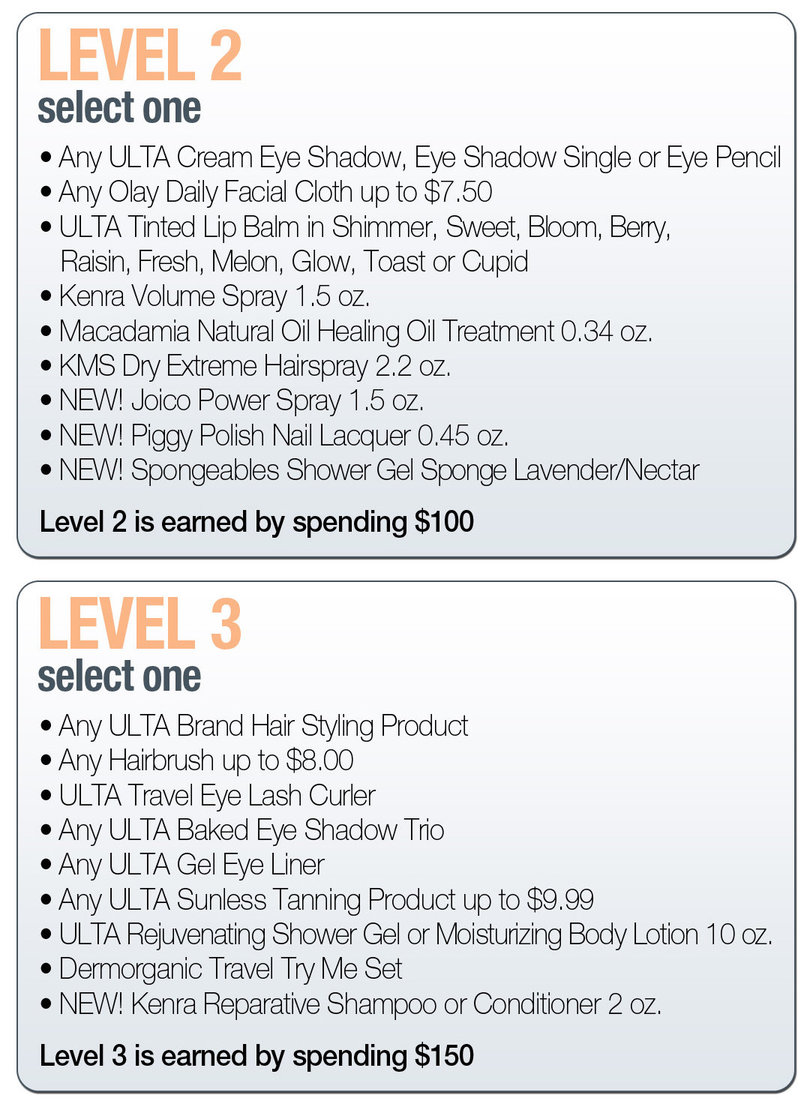 LEVEL 2
select one
• Any ULTA Cream Eye Shadow, Eye Shadow Single or Eye Pencil
• Any Olay Daily Facial Cloth up to $7.50
• ULTA Tinted Lip Balm in Shimmer, Sweet, Bloom, Berry,
Raisin, Fresh, Melon, Glow, Toast or Cupid
• Kenra Volume Spray 1.5 oz.
• Macadamia Natural Oil Healing Oil Treatment 0.34 oz.
• KMS Dry Extreme Hairspray 2.2 oz.
• NEW! Joico Power Spray 1.5 oz.
• NEW! Piggy Polish Nail Lacquer 0.45 oz.
• NEW! Spongeables Shower Gel Sponge Lavender/Nectar
Level 2 is earned by spending $100
LEVEL 3
select one
• Any ULTA Brand Hair Styling Product
• Any Hairbrush up to $8.00
• ULTA Travel Eye Lash Curler
• Any ULTA Baked Eye Shadow Trio
• Any ULTA Gel Eye Liner
• Any ULTA Sunless Tanning Product up to $9.99
• ULTA Rejuvenating Shower Gel or Moisturizing Body Lotion 10 oz.
• Dermorganic Travel Try Me Set
• NEW! Kenra Reparative Shampoo or Conditioner 2 oz.
Level 3 is earned by spending $150